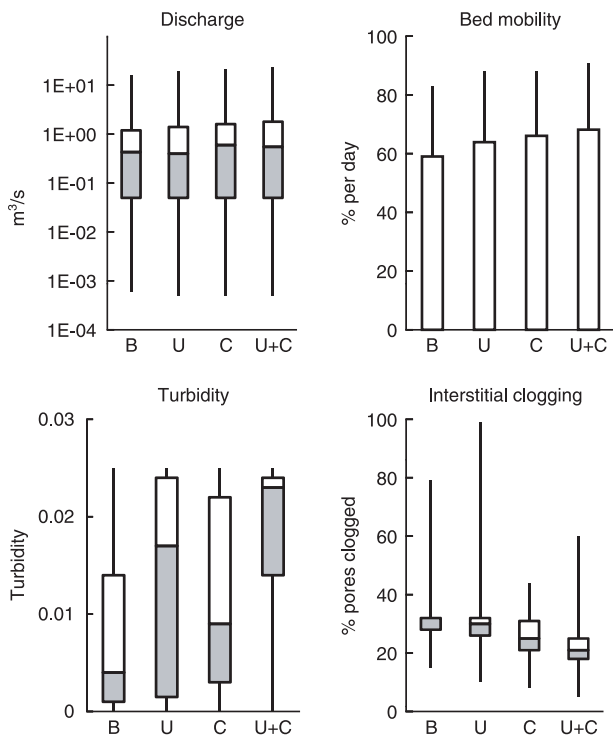 Discharge
m³/s
1E+01
1E+00
1E-01
1E-02
1E-03
1E-04
B U C U+C
Bed mobility
% per day
100
80
60
40
20
0
B U C U+C
Turbidity
Turbidity
0.03
0.02
0.01
0
B U C U+C
Interstitial clogging
% pores clogged
100
80
60
40
20
0
B U C U+C